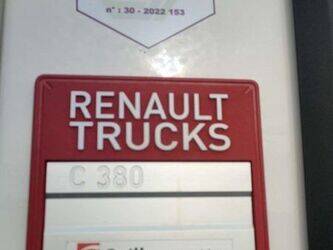 n° : 30 - 2022 153
RENAULT
TRUCKS
C 380